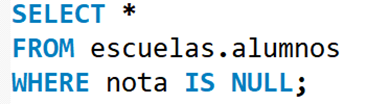 SELECT *
FROM escuelas.alumnos
WHERE nota IS NULL;